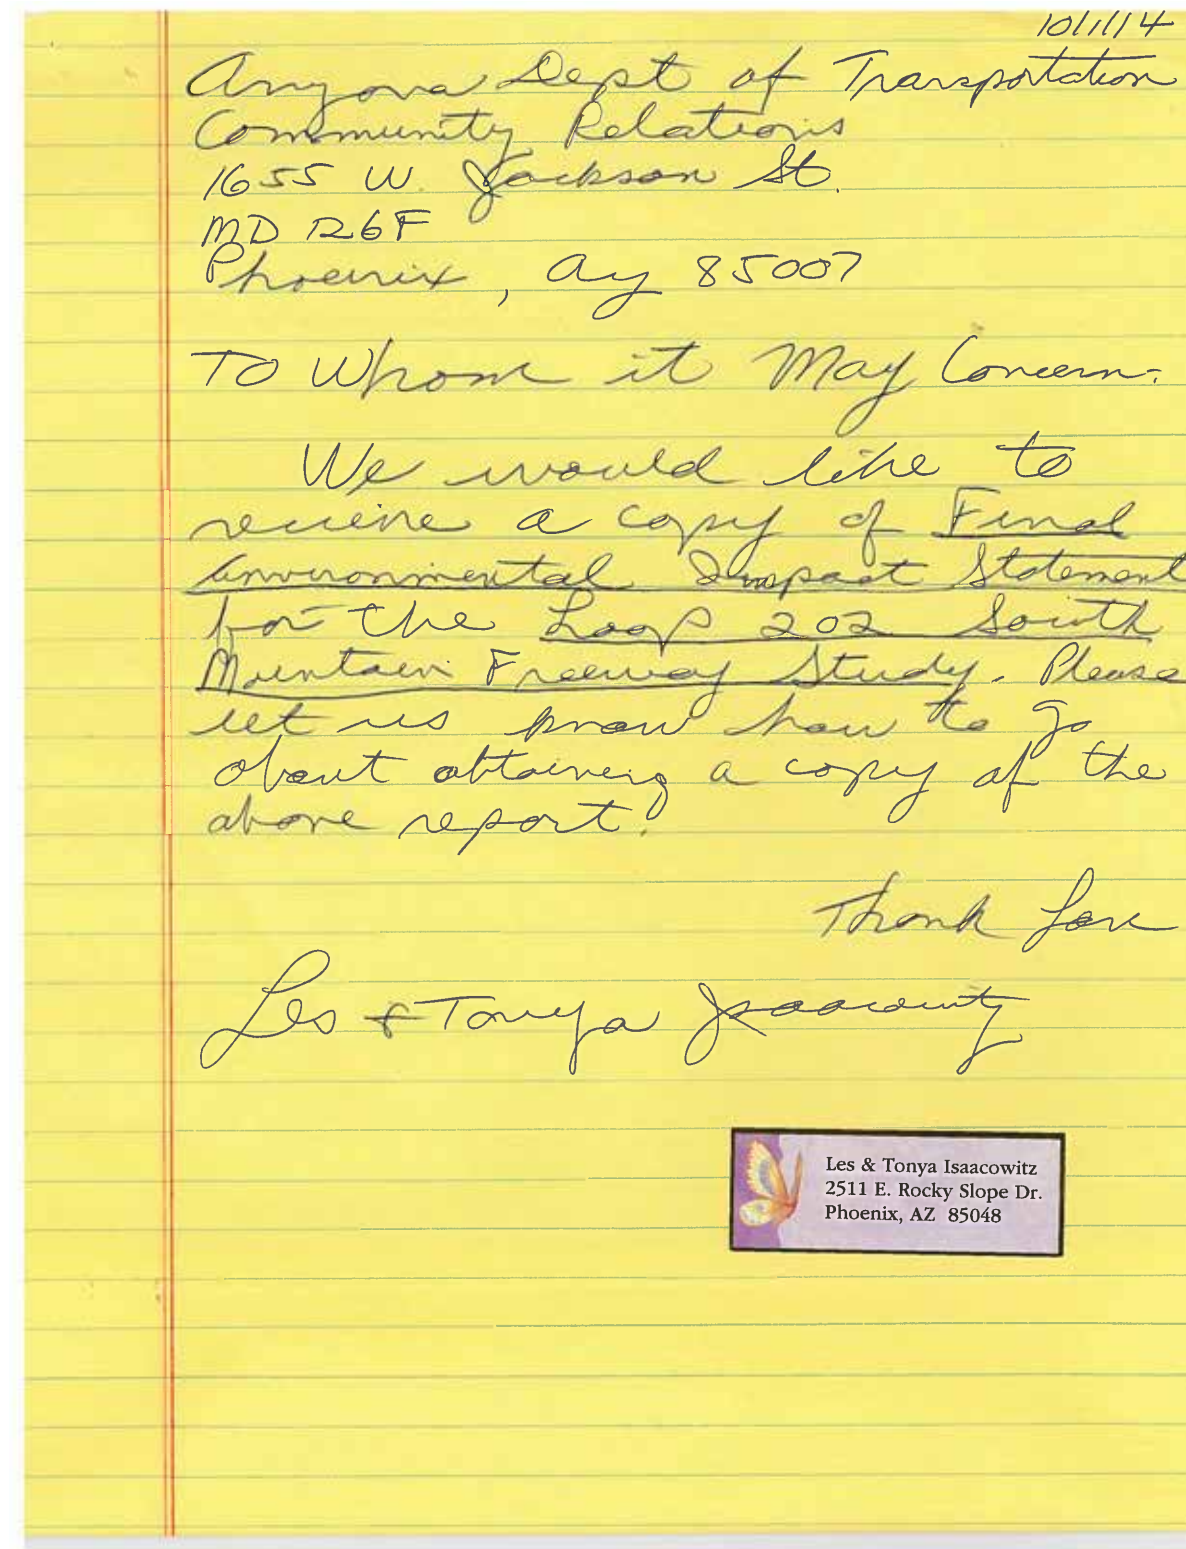 10/1/14
Arizona Dept of Transportation
Community Relations
1655 W. Jackson St.
MD 126F
Phoenix, Az 85007
To Whom it May Concern:
We would like to
receive a copy of Final
Environmental Impact Statement
for the Loop 202 South
Mountain Freeway Study. Please
let us know how to go
about obtaining a copy of the
above report.
Thank You
Les & Tonya Isaacowitz
Les & Tonya Isaacowitz
2511 E. Rocky Slope Dr.
Phoenix, AZ 85048